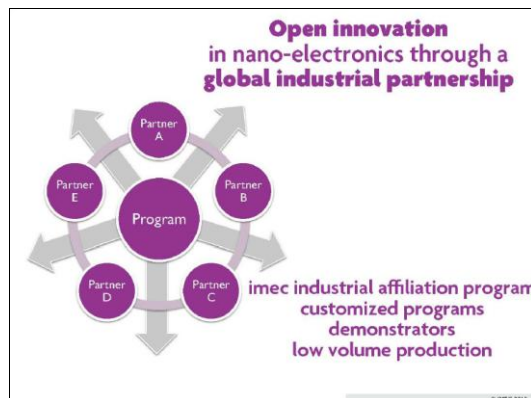 Open innovation
in nano-electronics through a
global industrial partnership
Partner
A
Partner
E
Partner
B
Program
Partner
D
Partner
C
imec industrial affiliation program
customized programs
demonstrators
low volume production